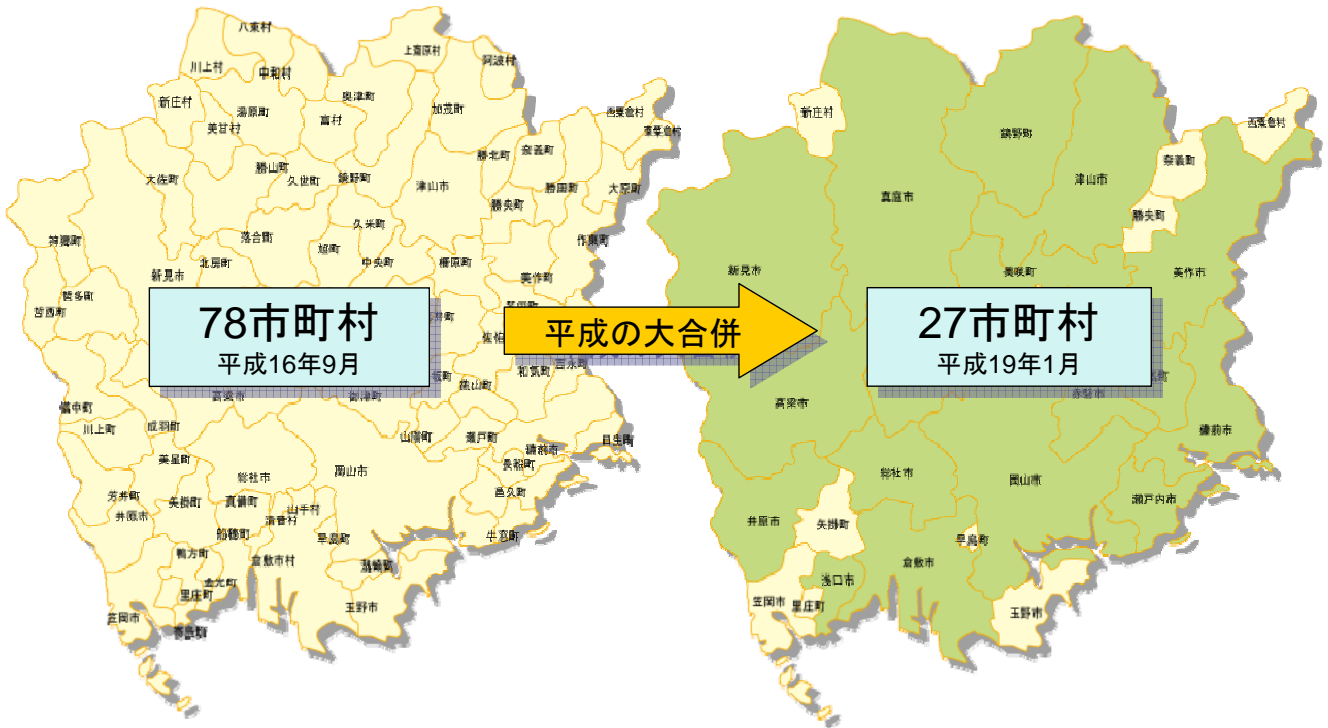 八束村
上齋原村
阿波村
川上村
中和村
奥津町
加茂町
新庄村
湯原町
富村
西粟倉村
東粟倉村
美甘村
勝北町
奈義町
大佐町
勝山町
久世町
鏡野町
津山市
勝田町
大原町
勝央町
久米町
神郷町
落合町
旭町
中央町
柵原町
作東町
新見市
北房町
美作町
哲多町
哲西町
78市町村
平成16年9月
平成の大合併
和気町
吉永町
高梁市
御津町
備中町
川上町
成羽町
山陽町
瀬戸町
備前市
日生町
美星町
総社市
岡山市
長船町
邑久町
芳井町
井原市
真備町
山手村
清音村
船穂町
早島町
牛窓町
鴨方町
倉敷市村
灘崎町
金光町
里庄町
玉野市
笠岡市
新庄村
西粟倉村
鏡野町
奈義町
津山市
真庭市
勝央町
新見市
美咲町
美作市
27市町村
平成19年1月
高梁市
赤磐市
備前市
総社市
岡山市
瀬戸内市
井原市
矢掛町
早島町
浅口市
倉敷市
笠岡市
里庄町
玉野市